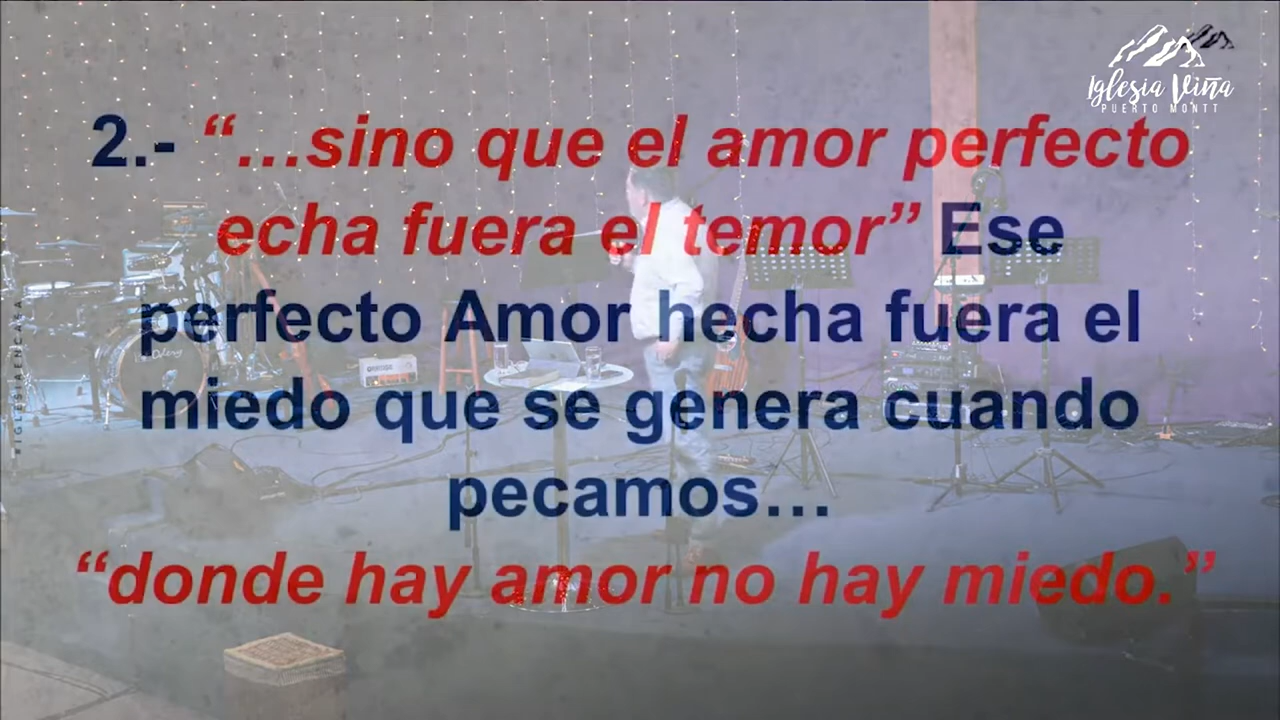 Iglesia Viña
PUERTO MONTT
2.- “…sino que el amor perfecto
echa fuera el temor” Ese
perfecto Amor hecha fuera el
miedo que se genera cuando
pecamos…
“donde hay amor no hay miedo.”
#IGLESIAENCASA